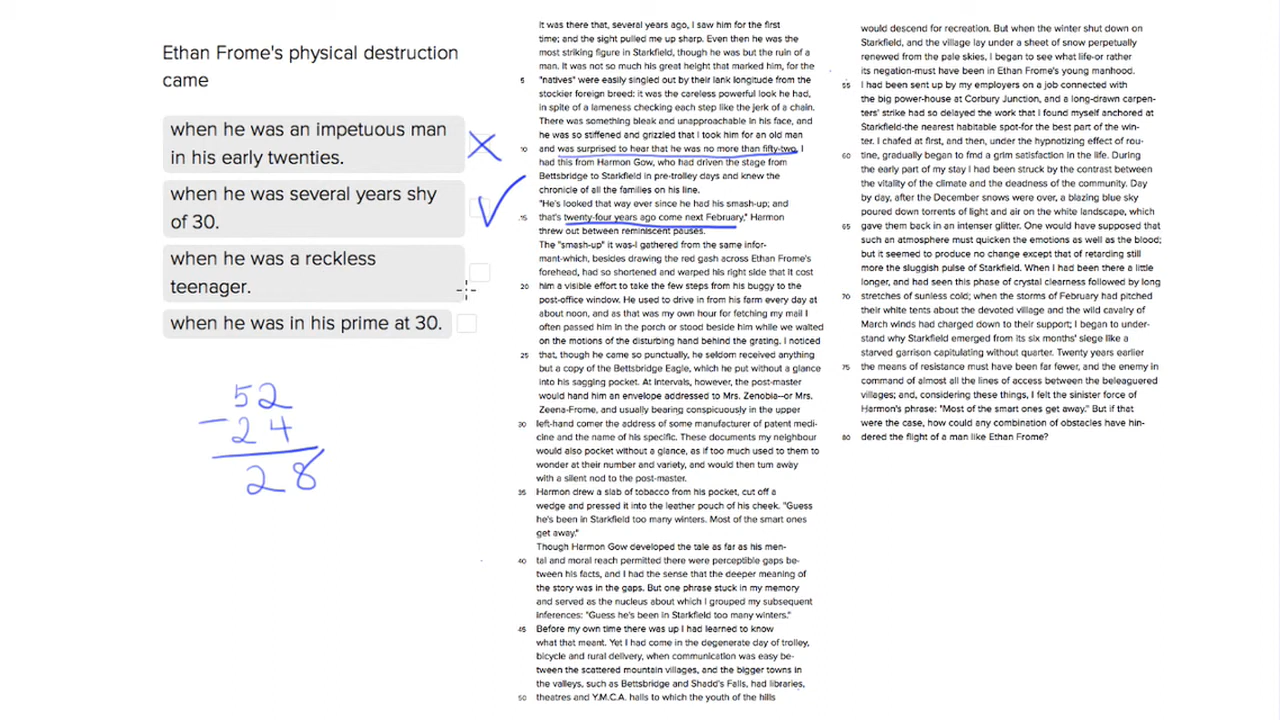 Ethan Frome's physical destruction
came
when he was an impetuous man
in his early twenties.
when he was several years shy
of 30.
when he was a reckless
teenager.
when he was in his prime at 30.
52
- 24
28
It was there that, several years ago, I saw him for the first
time; and the sight pulled me up sharp. Even then he was the
most striking figure in Starkfield, though he was but the ruin of a
man. It was not so much his great height that marked him, for the
5 "natives" were easily singled out by their lank longitude from the
stockier foreign breed: it was the careless powerful look he had,
in spite of a lameness checking each step like the jerk of a chain.
There was something bleak and unapproachable in his face, and
he was so stiffened and grizzled that I took him for an old man
10 and was surprised to hear that he was no more than fifty-two. I
had this from Harmon Gow, who had driven the stage from
Bettsbridge to Starkfield in pre-trolley days and knew the
chronicle of all the families on his line.
"He's looked that way ever since he had his smash-up; and
15 that's twenty-four years ago come next February," Harmon
threw out between reminiscent pauses.
The "smash-up" it was-I gathered from the same infor-
mant-which, besides drawing the red gash across Ethan Frome's
forehead, had so shortened and warped his right side that it cost
20 him a visible effort to take the few steps from his buggy to the
post-office window. He used to drive in from his farm every day at
about noon, and as that was my own hour for fetching my mail I
often passed him in the porch or stood beside him while we waited
on the motions of the disturbing hand behind the grating. I noticed
25 that, though he came so punctually, he seldom received anything
but a copy of the Bettsbridge Eagle, which he put without a glance
into his sagging pocket. At intervals, however, the post-master
would hand him an envelope addressed to Mrs. Zenobia--or Mrs.
Zeena-Frome, and usually bearing conspicuously in the upper
30 left-hand comer the address of some manufacturer of patent medi-
cine and the name of his specific. These documents my neighbour
would also pocket without a glance, as if too much used to them to
wonder at their number and variety, and would then tum away
with a silent nod to the post-master.
35 Harmon drew a slab of tobacco from his pocket, cut off a
wedge and pressed it into the leather pouch of his cheek. "Guess
he's been in Starkfield too many winters. Most of the smart ones
get away."
Though Harmon Gow developed the tale as far as his men-
40 tal and moral reach permitted there were perceptible gaps be-
tween his facts, and I had the sense that the deeper meaning of
the story was in the gaps. But one phrase stuck in my memory
and served as the nucleus about which I grouped my subsequent
inferences: "Guess he's been in Starkfield too many winters."
45 Before my own time there was up I had learned to know
what that meant. Yet I had come in the degenerate day of trolley,
bicycle and rural delivery, when communication was easy be-
tween the scattered mountain villages, and the bigger towns in
the valleys, such as Bettsbridge and Shadd's Falls, had libraries,
50 theatres and Y.M.C.A. halls to which the youth of the hills
would descend for recreation. But when the winter shut down on
Starkfield, and the village lay under a sheet of snow perpetually
renewed from the pale skies, I began to see what life-or rather
its negation-must have been in Ethan Frome's young manhood.
55 I had been sent up by my employers on a job connected with
the big power-house at Corbury Junction, and a long-drawn carpen-
ters' strike had so delayed the work that I found myself anchored at
Starkfield-the nearest habitable spot-for the best part of the win-
ter. I chafed at first, and then, under the hypnotizing effect of rou-
60 tine, gradually began to fmd a grim satisfaction in the life. During
the early part of my stay I had been struck by the contrast between
the vitality of the climate and the deadness of the community. Day
by day, after the December snows were over, a blazing blue sky
poured down torrents of light and air on the white landscape, which
65 gave them back in an intenser glitter. One would have supposed that
such an atmosphere must quicken the emotions as well as the blood;
but it seemed to produce no change except that of retarding still
more the sluggish pulse of Starkfield. When I had been there a little
longer, and had seen this phase of crystal clearness followed by long
70 stretches of sunless cold; when the storms of February had pitched
their white tents about the devoted village and the wild cavalry of
March winds had charged down to their support; I began to under-
stand why Starkfield emerged from its six months' siege like a
starved garrison capitulating without quarter. Twenty years earlier
75 the means of resistance must have been far fewer, and the enemy in
command of almost all the lines of access between the beleaguered
villages; and, considering these things, I felt the sinister force of
Harmon's phrase: "Most of the smart ones get away." But if that
were the case, how could any combination of obstacles have hin-
80 dered the flight of a man like Ethan Frome?